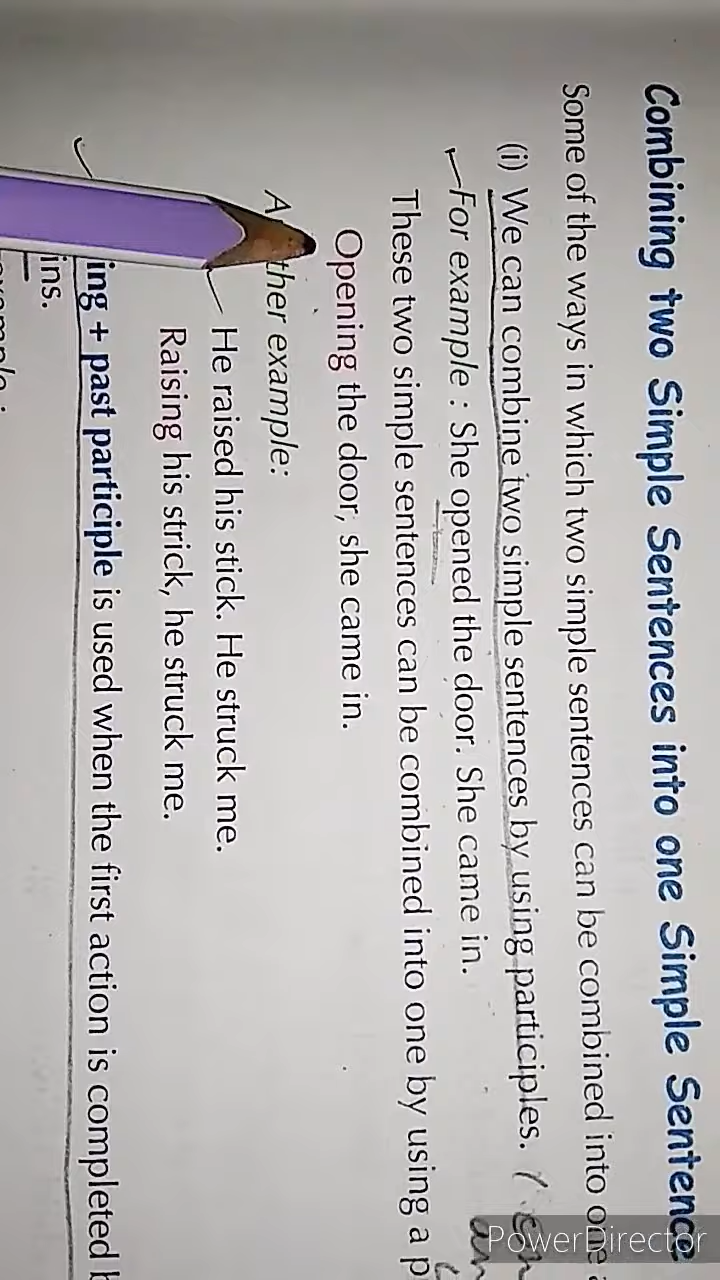 Combining two Simple Sentences into one Simple Sentence
Some of the ways in which two simple sentences can be combined into one
(i) We can combine two simple sentences by using participles.
For example : She opened the door. She came in.
These two simple sentences can be combined into one by using a p
Opening the door, she came in.
A ther example:
He raised his stick. He struck me.
Raising his strick, he struck me.
ing + past participle is used when the first action is completed b
ins.
PowerDirector